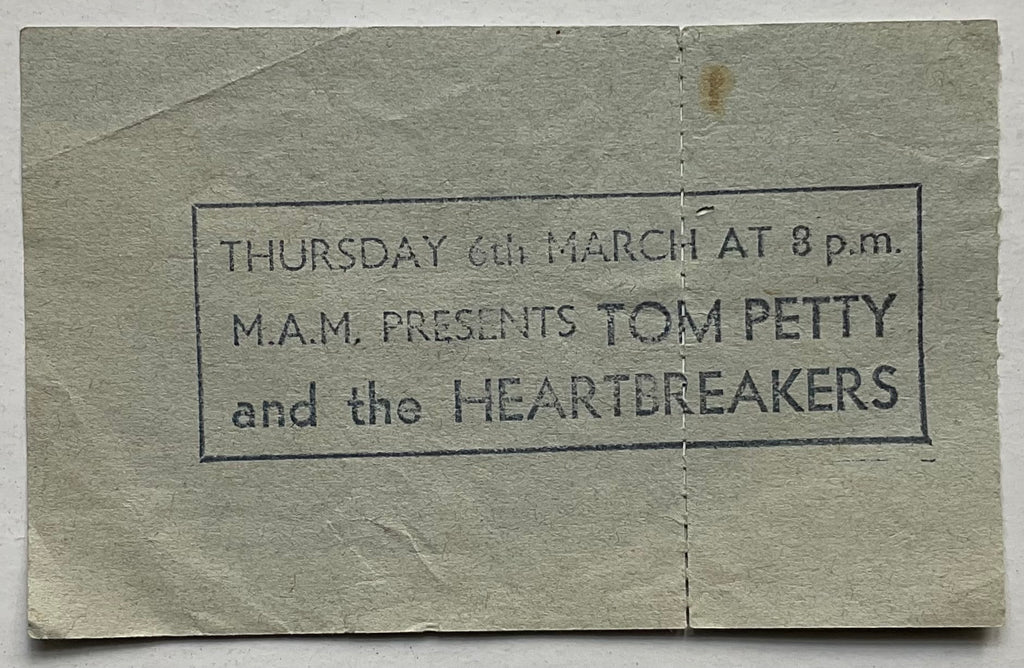 THURSDAY 6th MARCH AT 8 p.m.
M.A.M. PRESENTS TOM PETTY
and the HEARTBREAKERS